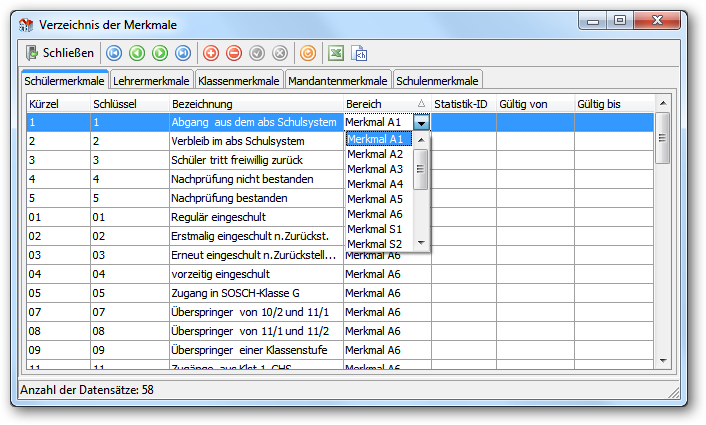 Verzeichnis der Merkmale
Schließen
Schülermerkmale Lehrermerkmale Klassenmerkmale Mandantenmerkmale Schulenmerkmale
Kürzel Schlüssel Bezeichnung Bereich Statistik-ID Gültig von Gültig bis
1 1 Abgang aus dem abs Schulsystem Merkmal A1
2 2 Verbleib im abs Schulsystem Merkmal A1
3 3 Schüler tritt freiwillig zurück Merkmal A2
Merkmal A3
4 4 Nachprüfung nicht bestanden Merkmal A4
5 5 Nachprüfung bestanden Merkmal A5
01 01 Regulär eingeschult Merkmal A6
02 02 Erstmalig eingeschult n.Zurückst. Merkmal S1
Merkmal S2
03 03 Erneut eingeschult n.Zurückstell... Merkmal A6
04 04 vorzeitig eingeschult Merkmal A6
05 05 Zugang in SOSCH-Klasse G Merkmal A6
07 07 Überspringer von 10/2 und 11/1 Merkmal A6
08 08 Überspringer von 11/1 und 11/2 Merkmal A6
09 09 Überspringer einer Klassenstufe Merkmal A6
11 11 Merkmal A6
Anzahl der Datensätze: 58